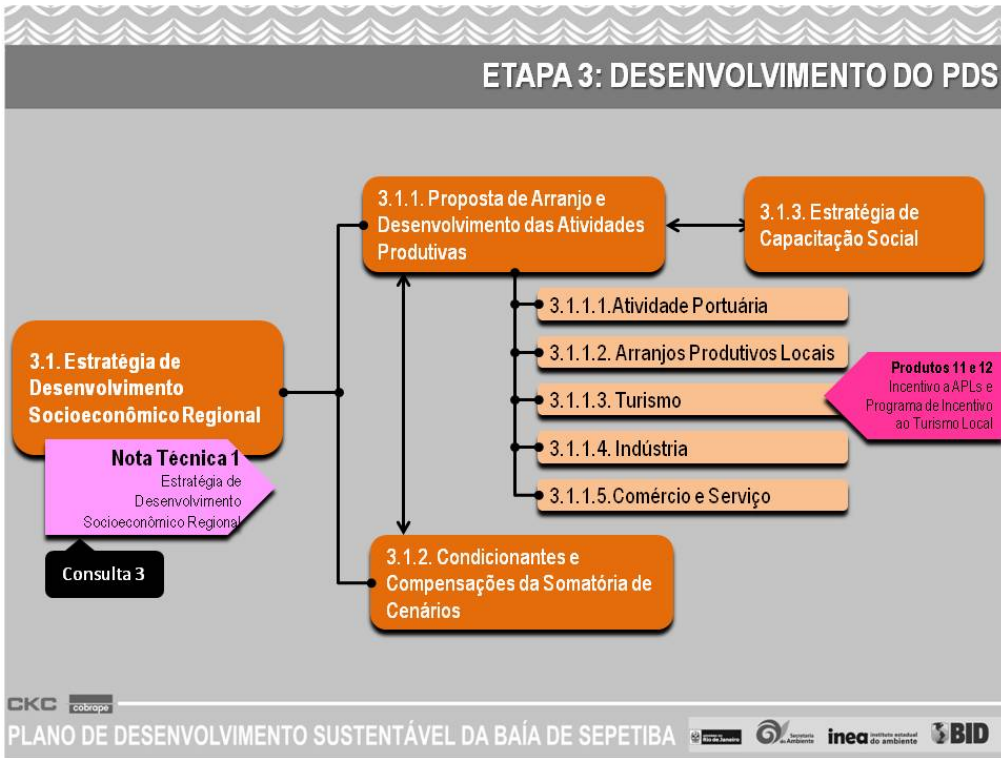 ETAPA 3: DESENVOLVIMENTO DO PDS
3.1.1. Proposta de Arranjo e
Desenvolvimento das Atividades
Produtivas
3.1.3. Estratégia de
Capacitação Social
3.1.1.1.Atividade Portuária
3.1.1.2. Arranjos Produtivos Locais
3.1.1.3. Turismo
3.1.1.4. Indústria
3.1.1.5.Comércio e Serviço
Produtos 11 e 12
Incentivo a APLs e
Programa de Incentivo
ao Turismo Local
3.1. Estratégia de
Desenvolvimento
Socioeconômico Regional
Nota Técnica 1
Estratégia de
Desenvolvimento
Socioeconômico Regional
Consulta 3
3.1.2. Condicionantes e
Compensações da Somatória de
Cenários
CKC cobrape
PLANO DE DESENVOLVIMENTO SUSTENTÁVEL DA BAÍA DE SEPETIBA
Rio de Janeiro
Secretaria
do Ambiente
inea instituto estadual
do ambiente
BID